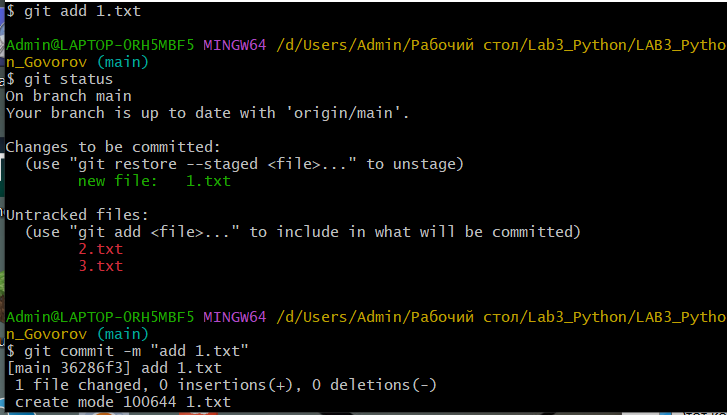 $ git add 1.txt
Admin@LAPTOP-ORH5MBF5 MINGW64 /d/Users/Admin/Рабочий стол/Lab3_Python/LAB3_Pytho
n_Govorov (main)
$ git status
On branch main
Your branch is up to date with 'origin/main'.
Changes to be committed:
  (use "git restore --staged <file>..." to unstage)
        new file:   1.txt
Untracked files:
  (use "git add <file>..." to include in what will be committed)
        2.txt
        3.txt
Admin@LAPTOP-ORH5MBF5 MINGW64 /d/Users/Admin/Рабочий стол/Lab3_Python/LAB3_Pytho
n_Govorov (main)
$ git commit -m "add 1.txt"
[main 36286f3] add 1.txt
 1 file changed, 0 insertions(+), 0 deletions(-)
 create mode 100644 1.txt